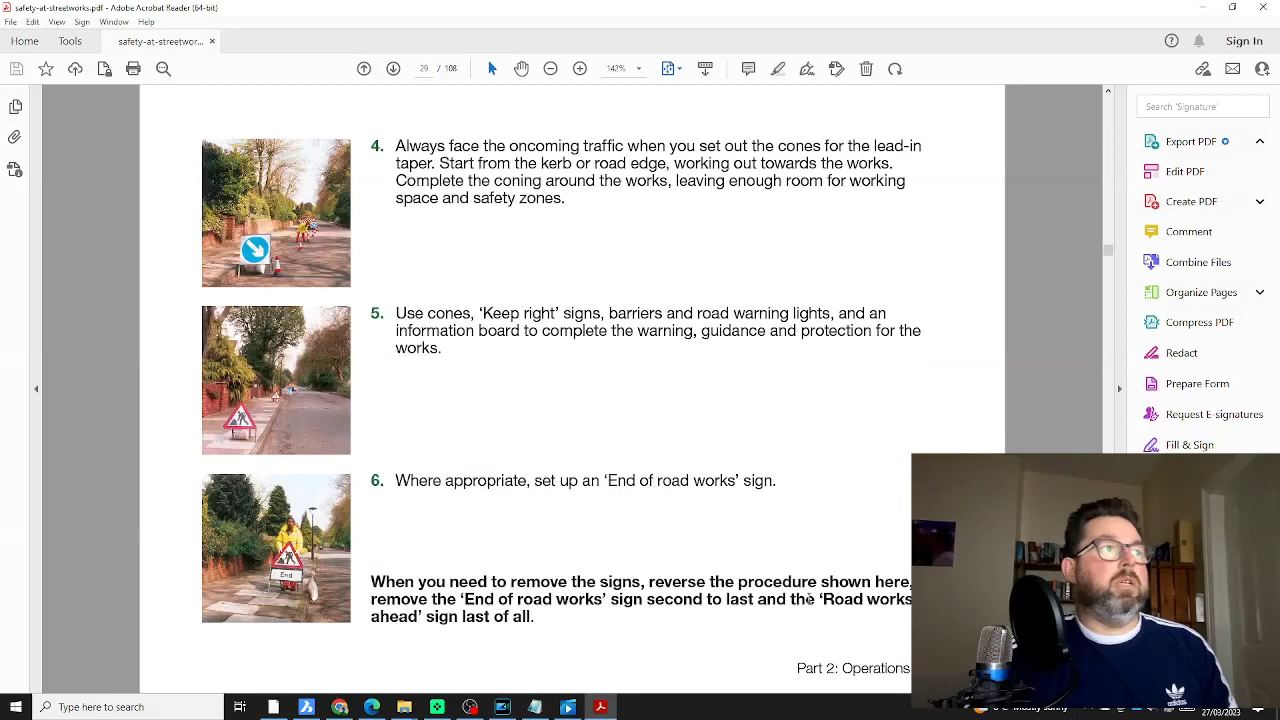 safety-at-streetworks.pdf - Adobe Acrobat Reader (64-bit)
File Edit View Sign Window Help
Home Tools safety-at-streetwor... × Sign In
29 / 108 142%
Search 'Signature'
4. Always face the oncoming traffic when you set out the cones for the lead-in
taper. Start from the kerb or road edge, working out towards the works.
Complete the coning around the works, leaving enough room for working
space and safety zones.
5. Use cones, ‘Keep right’ signs, barriers and road warning lights, and an
information board to complete the warning, guidance and protection for the
works.
6. Where appropriate, set up an ‘End of road works’ sign.
End
When you need to remove the signs, reverse the procedure shown here,
remove the ‘End of road works’ sign second to last and the ‘Road works
ahead’ sign last of all.
Part 2: Operations
Export PDF
Edit PDF
Create PDF
Comment
Combine Files
Organize Pages
Compress PDF
Redact
Prepare Form
Request E-signatures
Fill & Sign
adidas
Type here to search
27/03/2023